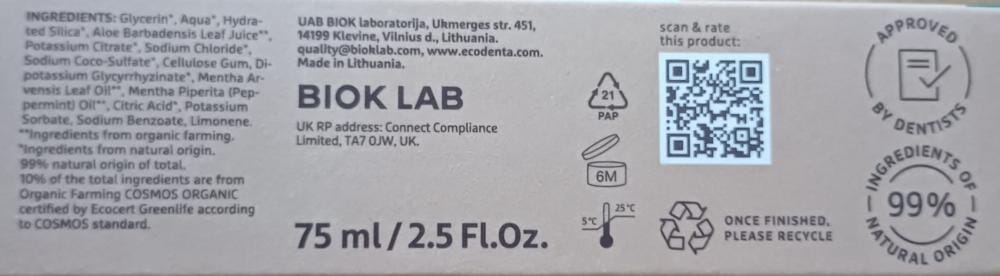 INGREDIENTS: Glycerin*, Aqua*, Hydra-
ted Silica*, Aloe Barbadensis Leaf Juice**,
Potassium Citrate*, Sodium Chloride*,
Sodium Coco-Sulfate*, Cellulose Gum, Di-
potassium Glycyrrhyzinate*, Mentha Ar-
vensis Leaf Oil**, Mentha Piperita (Pep-
permint) Oil**, Citric Acid*, Potassium
Sorbate, Sodium Benzoate, Limonene.
**Ingredients from organic farming.
*Ingredients from natural origin.
99% natural origin of total.
10% of the total ingredients are from
Organic Farming COSMOS ORGANIC
certified by Ecocert Greenlife according
to COSMOS standard.
UAB BIOK laboratorija, Ukmerges str. 451,
14199 Klevine, Vilnius d., Lithuania.
quality@bioklab.com, www.ecodenta.com.
Made in Lithuania.
BIOK LAB
UK RP address: Connect Compliance
Limited, TA7 0JW, UK.
75 ml / 2.5 Fl.Oz.
21
PAP
6M
5°C
25°C
scan & rate
this product:
ONCE FINISHED,
PLEASE RECYCLE
APPROVED
BY DENTISTS
INGREDIENTS OF
99%
NATURAL ORIGIN